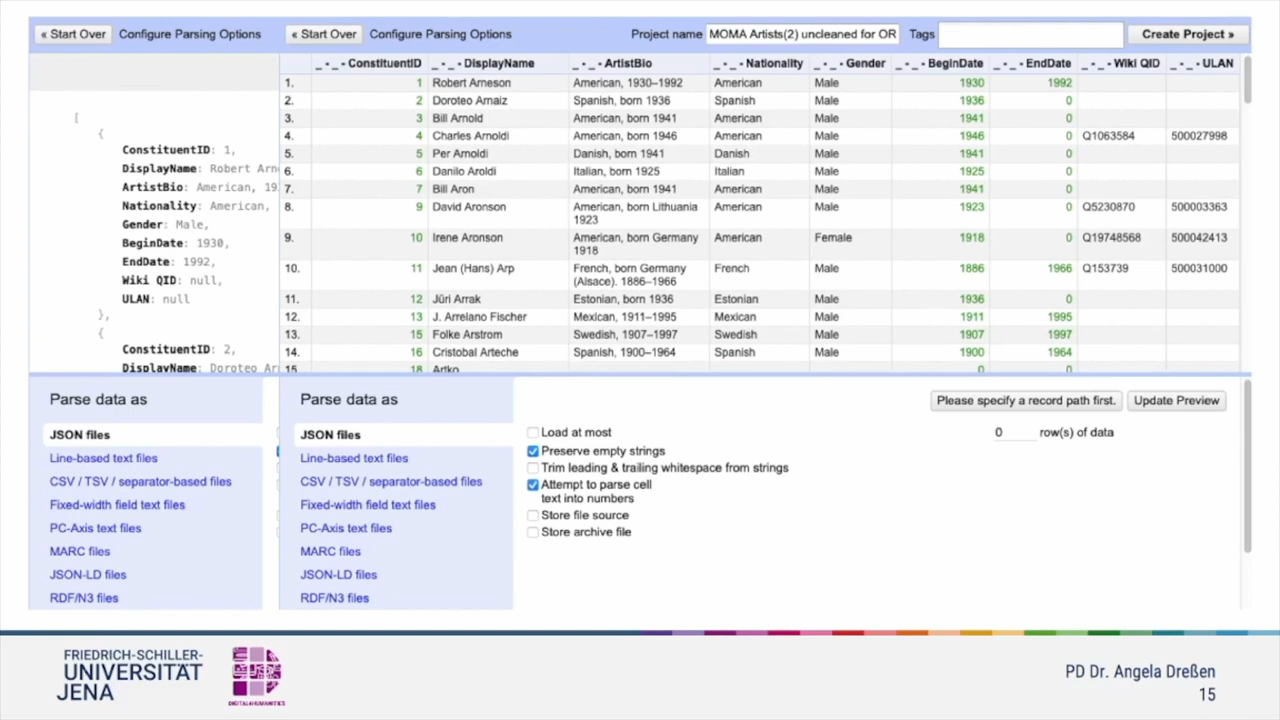 « Start Over Configure Parsing Options
« Start Over Configure Parsing Options Project name MOMA Artists(2) uncleaned for OR Tags Create Project »
[
{
ConstituentID: 1,
DisplayName: Robert Arn
ArtistBio: American, 19
Nationality: American,
Gender: Male,
BeginDate: 1930,
EndDate: 1992,
Wiki QID: null,
ULAN: null
},
{
ConstituentID: 2,
DisplayName: Doroteo Ar
_ - _ - ConstituentID _ - _ - DisplayName _ - _ - ArtistBio _ - _ - Nationality _ - _ - Gender _ - _ - BeginDate _ - _ - EndDate _ - _ - Wiki QID _ - _ - ULAN
1. 1 Robert Arneson American, 1930–1992 American Male 1930 1992
2. 2 Doroteo Arnaiz Spanish, born 1936 Spanish Male 1936 0
3. 3 Bill Arnold American, born 1941 American Male 1941 0
4. 4 Charles Arnoldi American, born 1946 American Male 1946 0 Q1063584 500027998
5. 5 Per Arnoldi Danish, born 1941 Danish Male 1941 0
6. 6 Danilo Aroldi Italian, born 1925 Italian Male 1925 0
7. 7 Bill Aron American, born 1941 American Male 1941 0
8. 9 David Aronson American, born Lithuania American Male 1923 0 Q5230870 500003363
1923
9. 10 Irene Aronson American, born Germany American Female 1918 0 Q19748568 500042413
1918
10. 11 Jean (Hans) Arp French, born Germany French Male 1886 1966 Q153739 500031000
(Alsace). 1886–1966
11. 12 Jüri Arrak Estonian, born 1936 Estonian Male 1936 0
12. 13 J. Arrelano Fischer Mexican, 1911–1995 Mexican Male 1911 1995
13. 15 Folke Arstrom Swedish, 1907–1997 Swedish Male 1907 1997
14. 16 Cristobal Arteche Spanish, 1900–1964 Spanish Male 1900 1964
15 18 Artko 0 0
Parse data as
JSON files
Line-based text files
CSV / TSV / separator-based files
Fixed-width field text files
PC-Axis text files
MARC files
JSON-LD files
RDF/N3 files
Parse data as
JSON files
Line-based text files
CSV / TSV / separator-based files
Fixed-width field text files
PC-Axis text files
MARC files
JSON-LD files
RDF/N3 files
Please specify a record path first. Update Preview
Load at most 0 row(s) of data
Preserve empty strings
Trim leading & trailing whitespace from strings
Attempt to parse cell
text into numbers
Store file source
Store archive file
FRIEDRICH-SCHILLER-
UNIVERSITÄT
JENA
DIGITAL HUMANITIES
PD Dr. Angela Dreßen
15